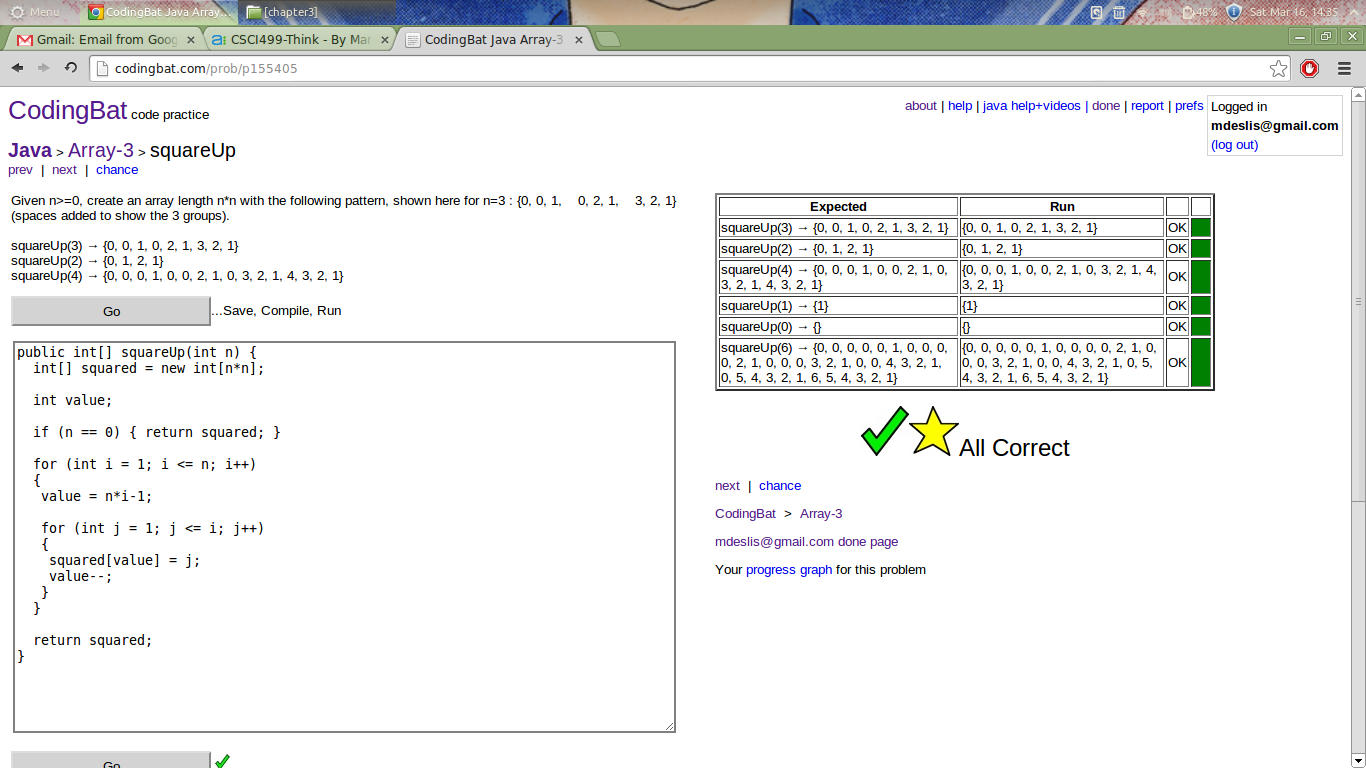 Menu
CodingBat Java Array...
[chapter3]
48%
Sat Mar 16, 14:35
Gmail: Email from Goog
CSCI499-Think - By Mar
CodingBat Java Array-3
codingbat.com/prob/p155405
CodingBat code practice
about | help | java help+videos | done | report | prefs
Logged in
mdeslis@gmail.com
(log out)
Java > Array-3 > squareUp
prev | next | chance
Given n>=0, create an array length n*n with the following pattern, shown here for n=3 : {0, 0, 1,    0, 2, 1,    3, 2, 1}
(spaces added to show the 3 groups).
squareUp(3) → {0, 0, 1, 0, 2, 1, 3, 2, 1}
squareUp(2) → {0, 1, 2, 1}
squareUp(4) → {0, 0, 0, 1, 0, 0, 2, 1, 0, 3, 2, 1, 4, 3, 2, 1}
Go
...Save, Compile, Run
public int[] squareUp(int n) {
  int[] squared = new int[n*n];
  int value;
  if (n == 0) { return squared; }
  for (int i = 1; i <= n; i++)
  {
   value = n*i-1;
   for (int j = 1; j <= i; j++)
   {
    squared[value] = j;
    value--;
   }
  }
  return squared;
}
Go
Expected Run
squareUp(3) → {0, 0, 1, 0, 2, 1, 3, 2, 1} {0, 0, 1, 0, 2, 1, 3, 2, 1} OK
squareUp(2) → {0, 1, 2, 1} {0, 1, 2, 1} OK
squareUp(4) → {0, 0, 0, 1, 0, 0, 2, 1, 0, {0, 0, 0, 1, 0, 0, 2, 1, 0, 3, 2, 1, 4, OK
3, 2, 1, 4, 3, 2, 1} 3, 2, 1}
squareUp(1) → {1} {1} OK
squareUp(0) → {} {} OK
squareUp(6) → {0, 0, 0, 0, 0, 1, 0, 0, 0, {0, 0, 0, 0, 0, 1, 0, 0, 0, 0, 2, 1, 0,
0, 2, 1, 0, 0, 0, 3, 2, 1, 0, 0, 4, 3, 2, 1, 0, 0, 3, 2, 1, 0, 0, 4, 3, 2, 1, 0, 5, OK
0, 5, 4, 3, 2, 1, 6, 5, 4, 3, 2, 1} 4, 3, 2, 1, 6, 5, 4, 3, 2, 1}
All Correct
next | chance
CodingBat > Array-3
mdeslis@gmail.com done page
Your progress graph for this problem